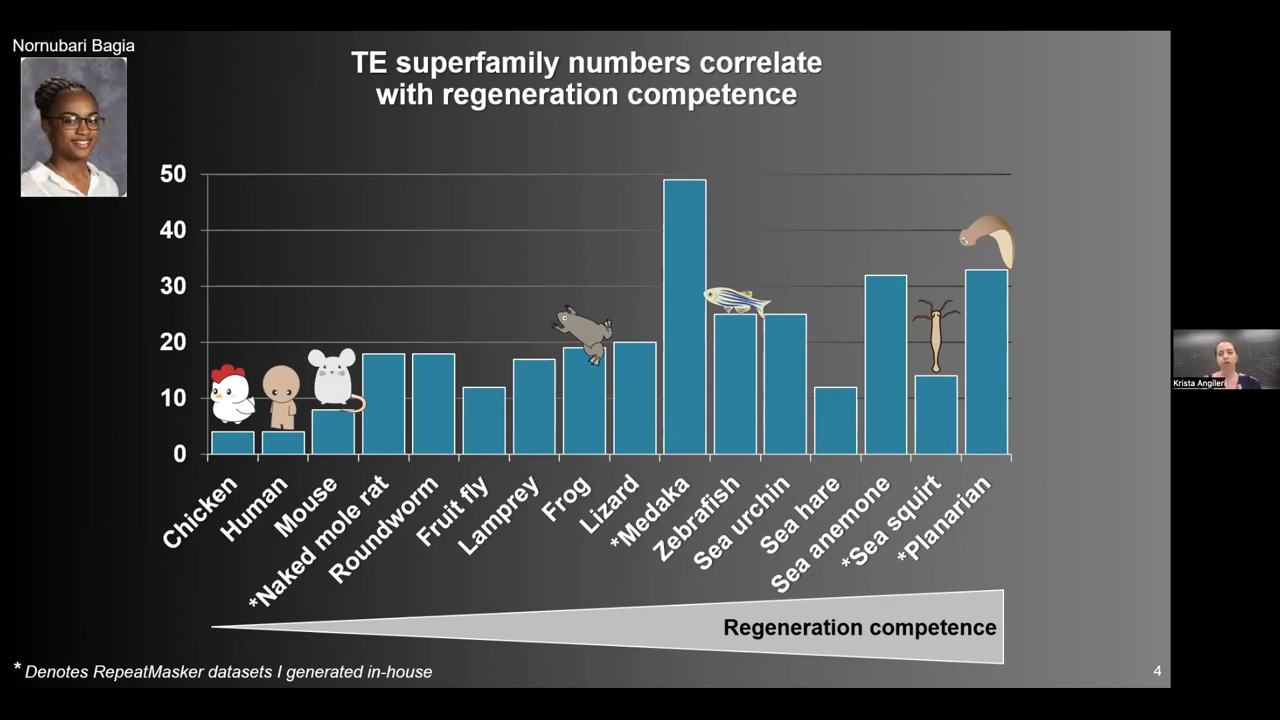 Nornubari Bagia
TE superfamily numbers correlate
with regeneration competence
50
40
30
20
10
0
Chicken
Human
Mouse
*Naked mole rat
Roundworm
Fruit fly
Lamprey
Frog
Lizard
*Medaka
Zebrafish
Sea urchin
Sea hare
Sea anemone
*Sea squirt
*Planarian
Regeneration competence
* Denotes RepeatMasker datasets I generated in-house
4
Krista Angileri